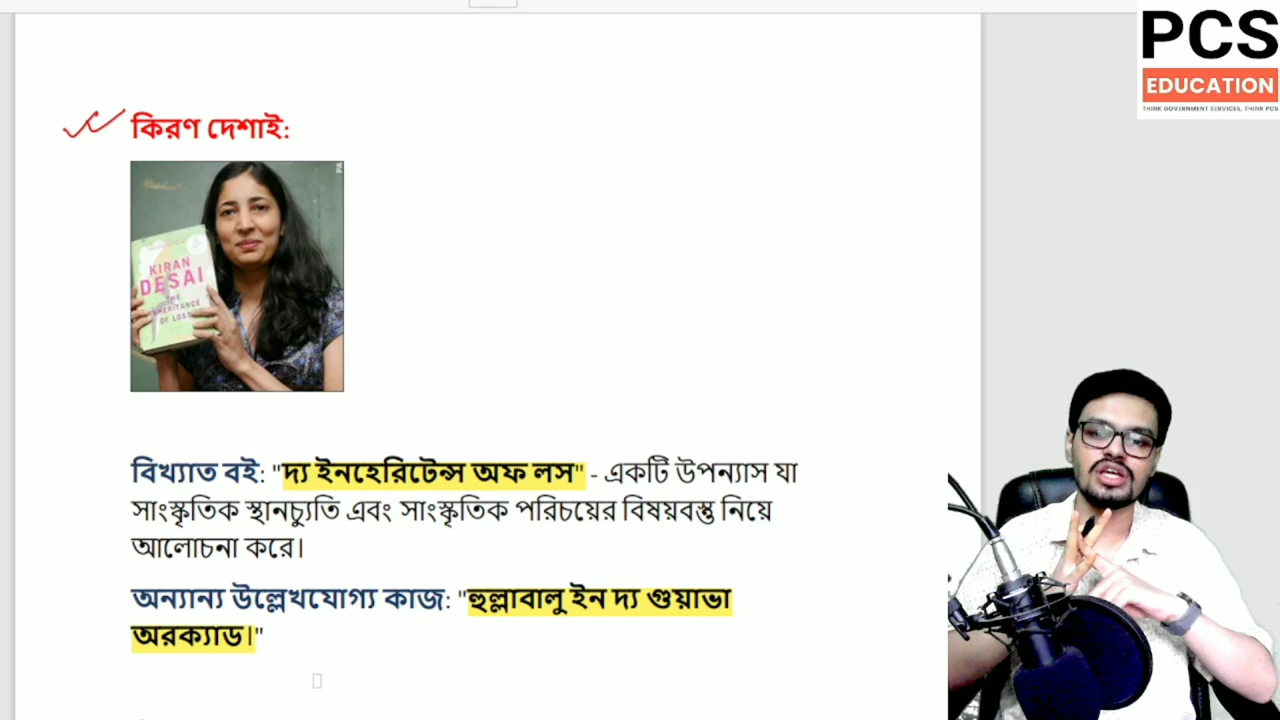 PCS
EDUCATION
THINK GOVERNMENT SERVICES, THINK PCS
কিরণ দেশাই:
KIRAN
DESAI
THE
INHERITANCE
OF LOSS
বিখ্যাত বই: "দ্য ইনহেরিটেন্স অফ লস" - একটি উপন্যাস যা
সাংস্কৃতিক স্থানচ্যুতি এবং সাংস্কৃতিক পরিচয়ের বিষয়বস্তু নিয়ে
আলোচনা করে।
অন্যান্য উল্লেখযোগ্য কাজ: "হুল্লাবালু ইন দ্য গুয়াভা
অরক্যাড।"